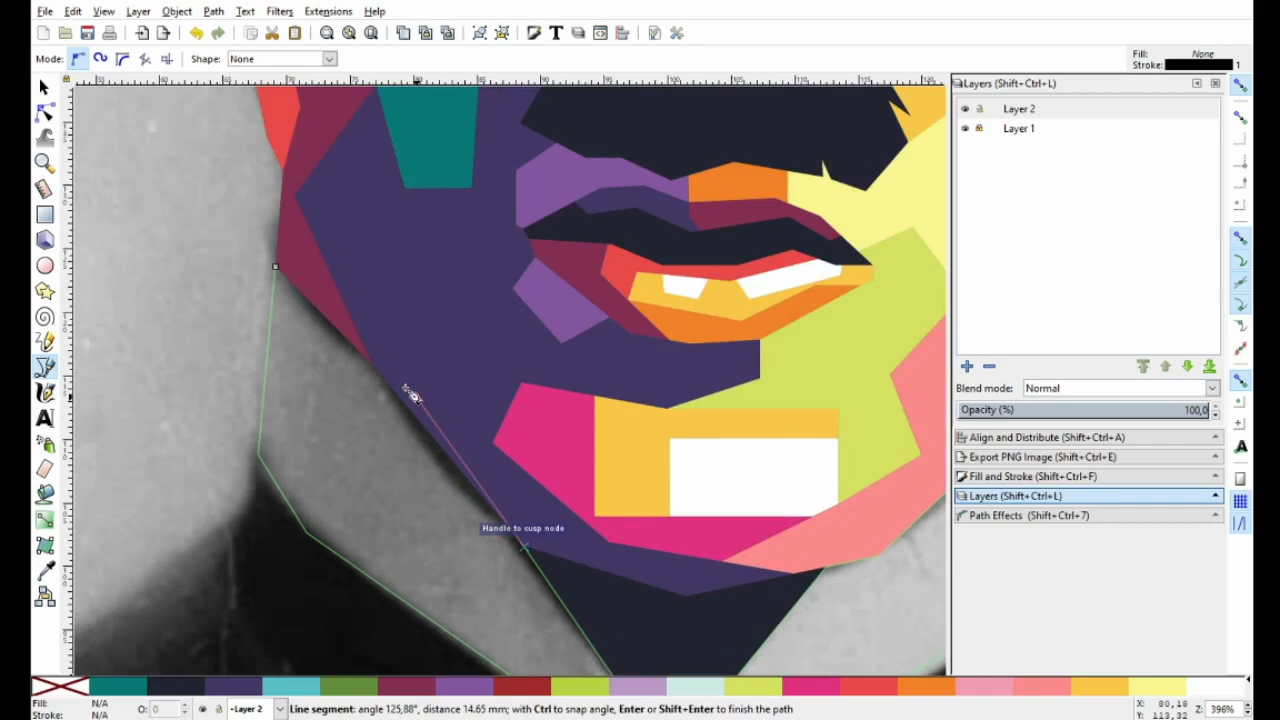 File Edit View Layer Object Path Text Filters Extensions Help
Mode: Shape: None
Fill: None
Stroke: 1
Layers (Shift+Ctrl+L)
Layer 2
Layer 1
Blend mode: Normal
Opacity (%) 100,0
Align and Distribute (Shift+Ctrl+A)
Export PNG Image (Shift+Ctrl+E)
Fill and Stroke (Shift+Ctrl+F)
Layers (Shift+Ctrl+L)
Path Effects (Shift+Ctrl+7)
Handle to cusp node
Fill: N/A
Stroke: N/A
O: 0
-Layer 2
Line segment: angle 125,88°, distance 14.65 mm; with Ctrl to snap angle, Enter or Shift+Enter to finish the path
X: 80,18
Y: 113,32
Z: 396%